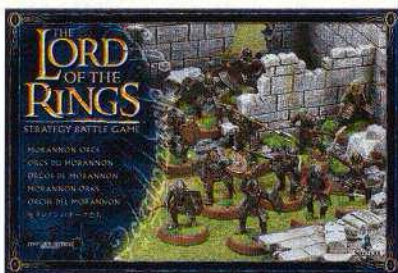 THE
LORD
OF THE
RINGS
STRATEGY BATTLE GAME
MORANNON ORCS
ORCS DU MORANNON
ORCOS DE MORANNON
MORANNON ORKS
ORCHI DEL MORANNON